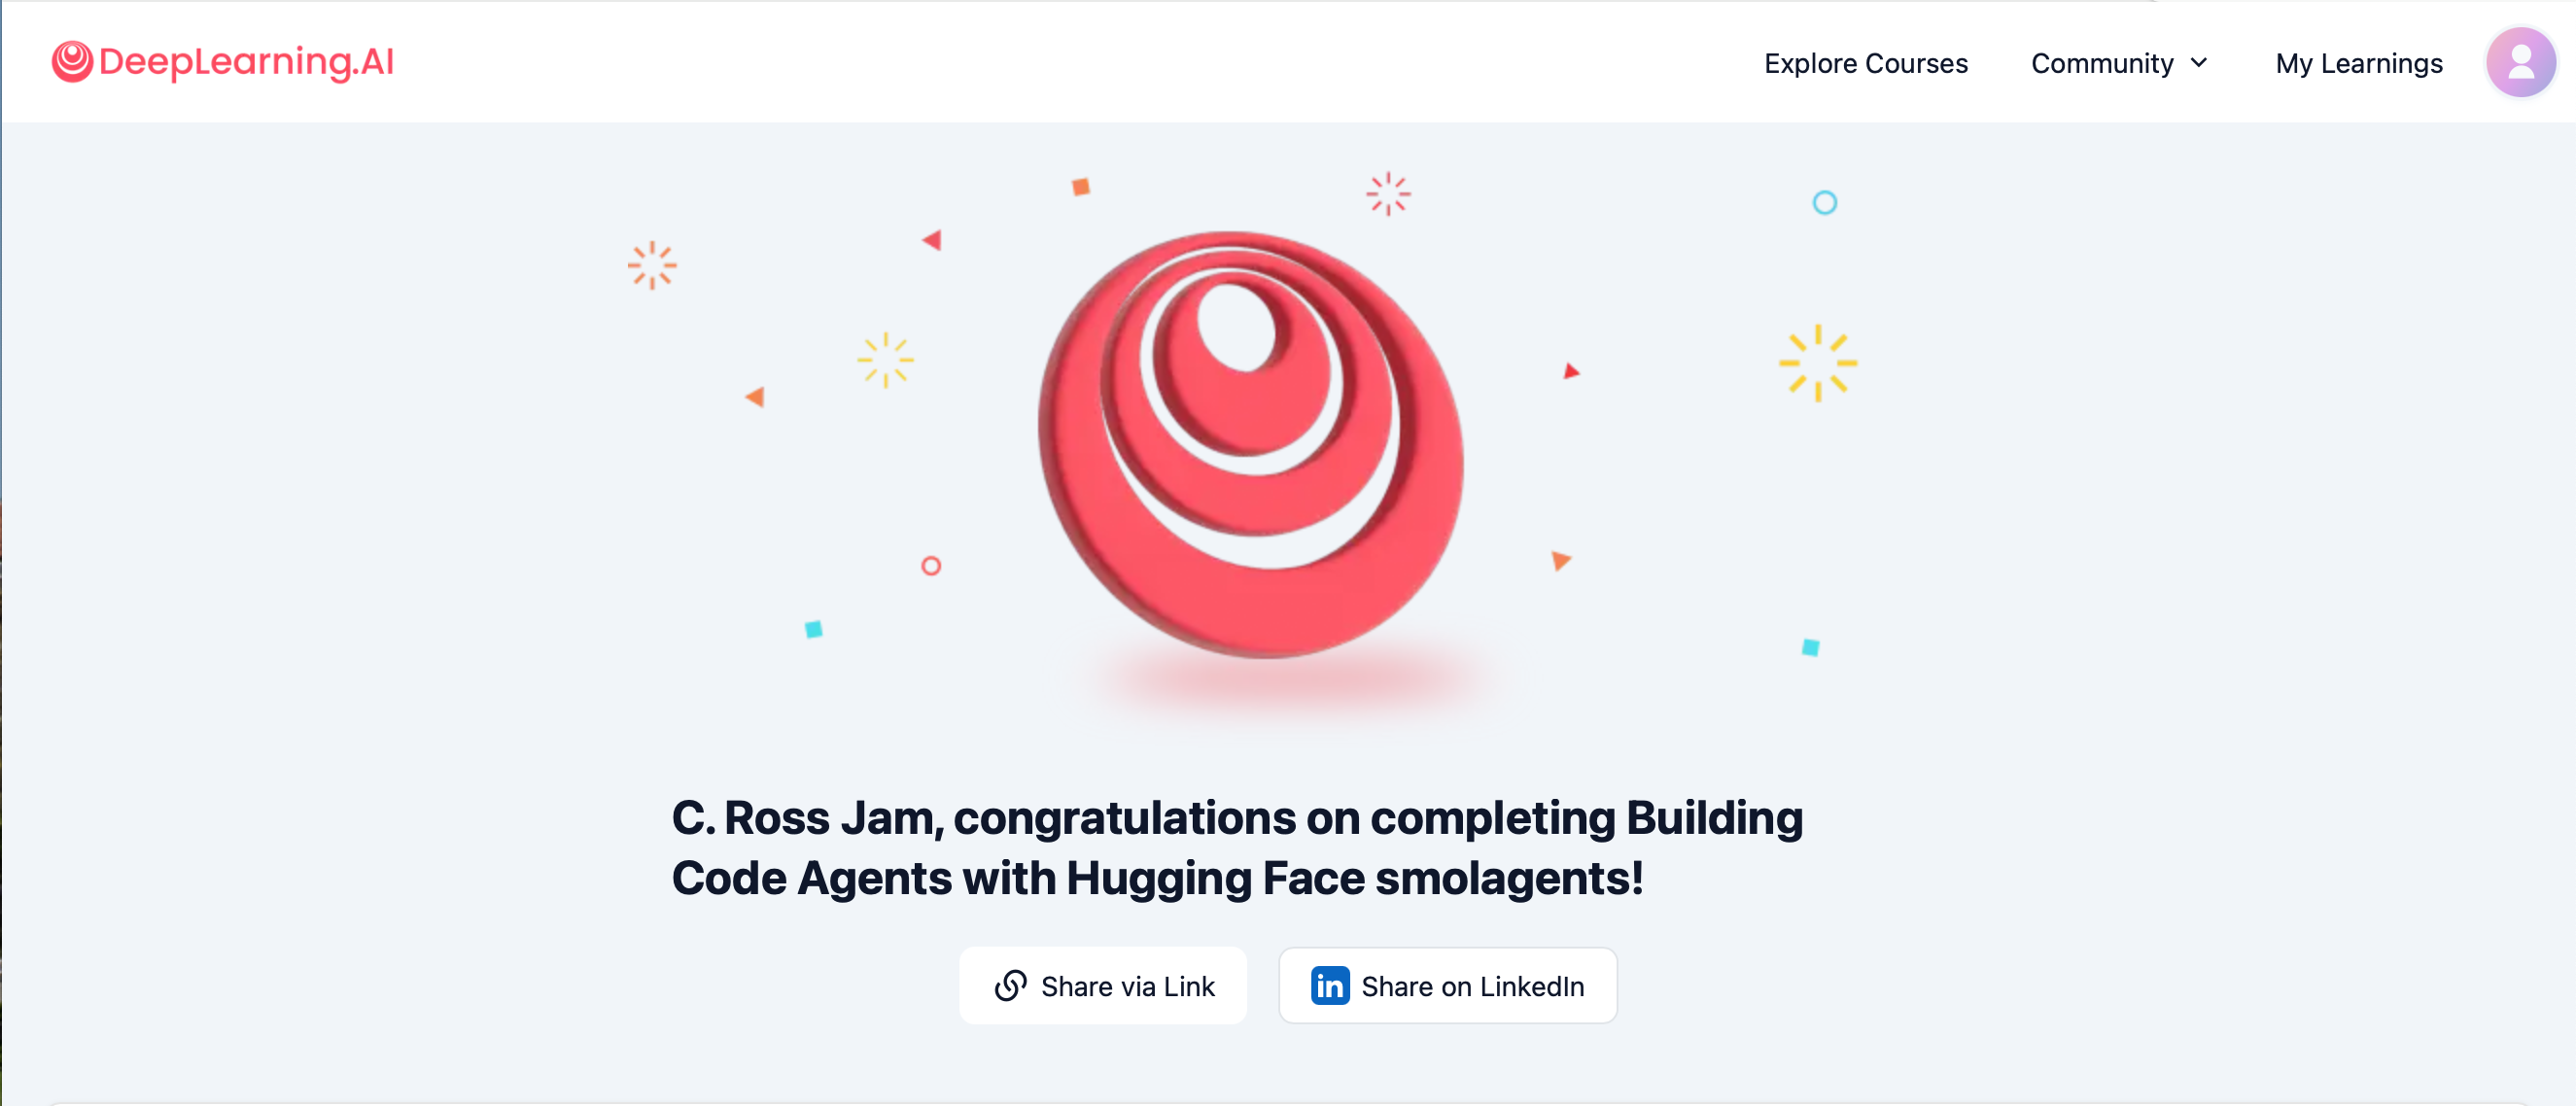 DeepLearning.AI
Explore Courses
Community
My Learnings
C. Ross Jam, congratulations on completing Building
Code Agents with Hugging Face smolagents!
Share via Link
in Share on LinkedIn